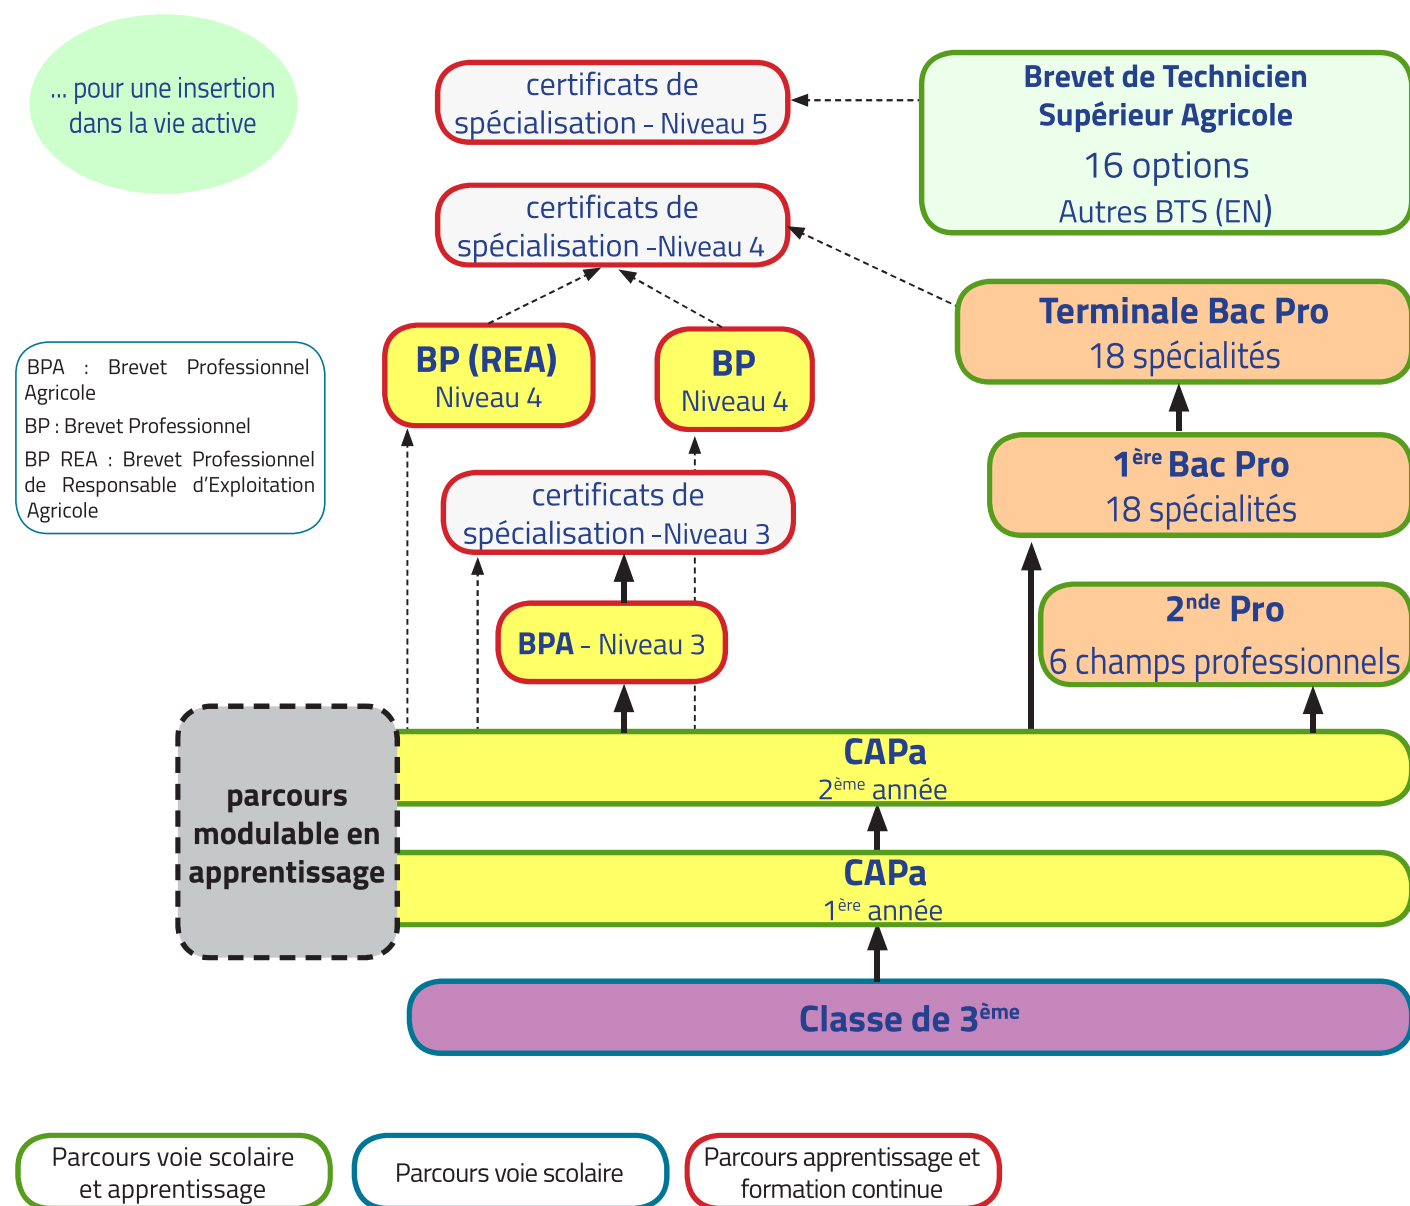 ... pour une insertion
dans la vie active
certificats de
spécialisation - Niveau 5
Brevet de Technicien
Supérieur Agricole
16 options
Autres BTS (EN)
certificats de
spécialisation -Niveau 4
Terminale Bac Pro
18 spécialités
BP (REA)
Niveau 4
BP
Niveau 4
BPA : Brevet Professionnel
Agricole
BP : Brevet Professionnel
BP REA : Brevet Professionnel
de Responsable d'Exploitation
Agricole
1ère Bac Pro
18 spécialités
certificats de
spécialisation -Niveau 3
2nde Pro
6 champs professionnels
BPA - Niveau 3
CAPa
2ème année
parcours
modulable en
apprentissage
CAPa
1ère année
Classe de 3ème
Parcours voie scolaire
et apprentissage
Parcours voie scolaire
Parcours apprentissage et
formation continue